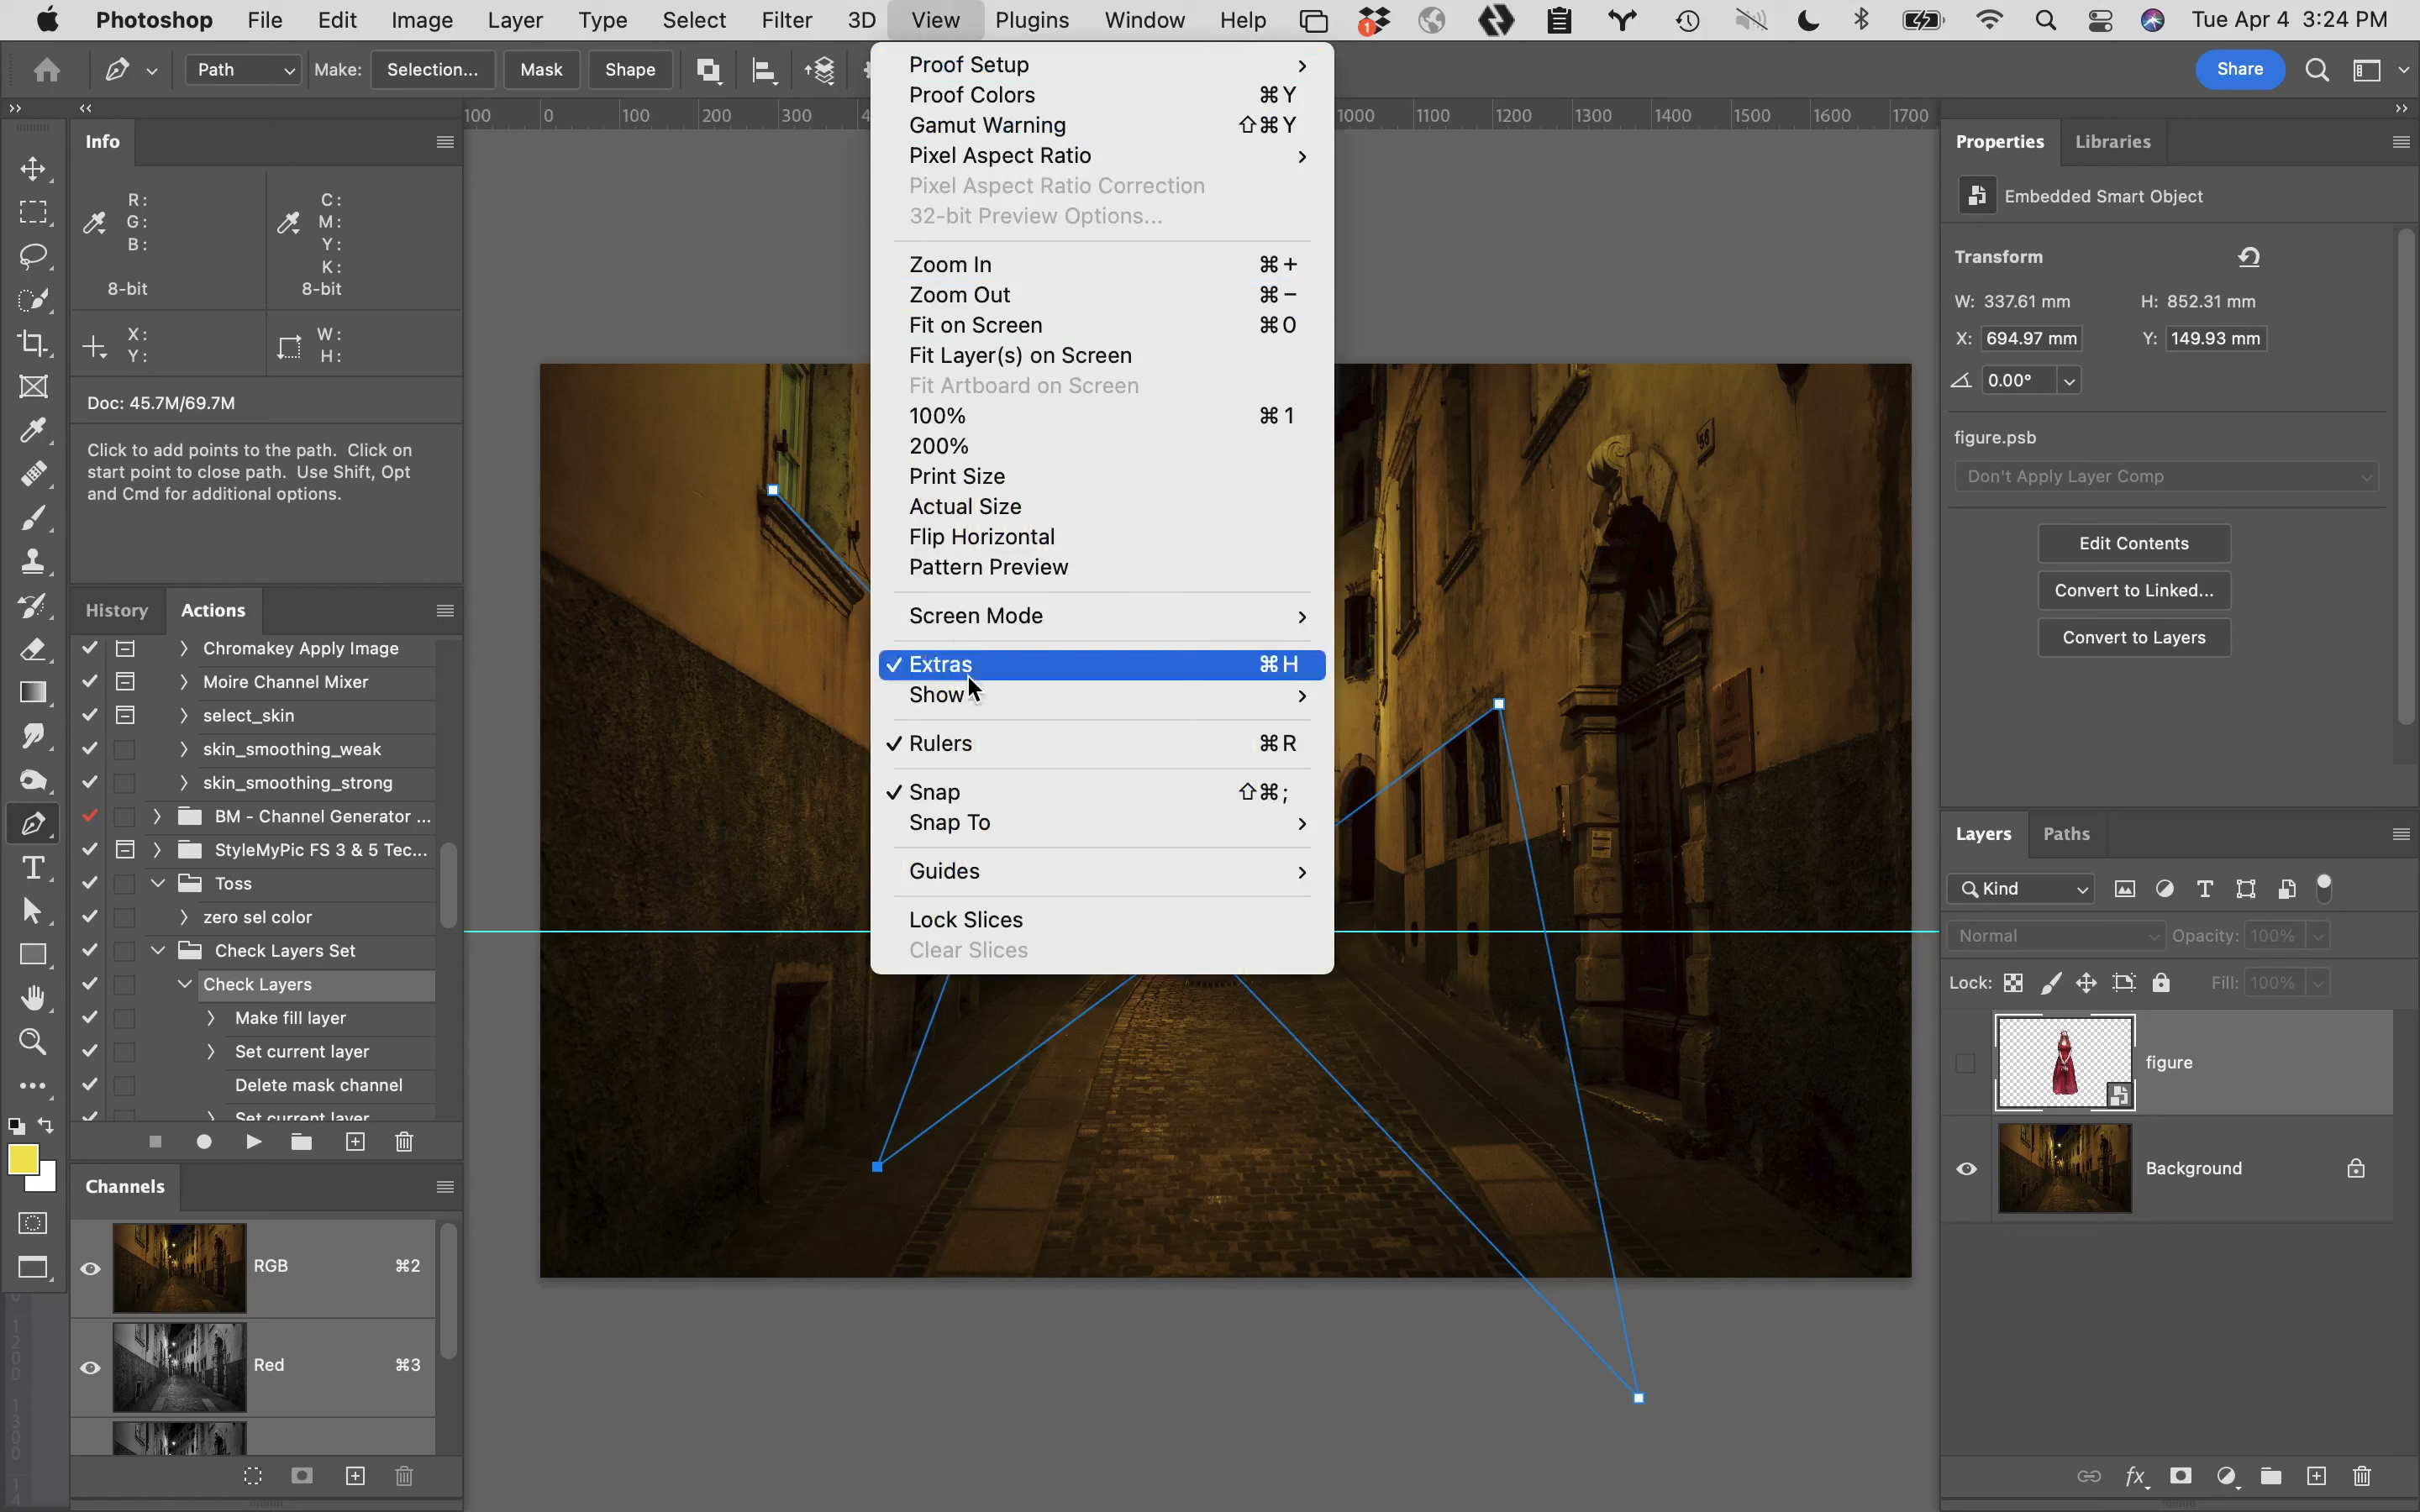 Photoshop File Edit Image Layer Type Select Filter 3D View Plugins Window Help 1 Tue Apr 4 3:24 PM
Path Make: Selection... Mask Shape Share
Info
R:
G:
B:
8-bit
C:
M:
Y:
K:
8-bit
X:
Y:
W:
H:
Doc: 45.7M/69.7M
Click to add points to the path. Click on
start point to close path. Use Shift, Opt
and Cmd for additional options.
History Actions
Chromakey Apply Image
Moire Channel Mixer
select_skin
skin_smoothing_weak
skin_smoothing_strong
BM - Channel Generator ...
StyleMyPic FS 3 & 5 Tec...
Toss
zero sel color
Check Layers Set
Check Layers
Make fill layer
Set current layer
Delete mask channel
Set current layer
Channels
RGB ⌘2
Red ⌘3
100 0 100 200 300 4
1000 1100 1200 1300 1400 1500 1600 1700
1200
1300
14
Proof Setup
Proof Colors ⌘Y
Gamut Warning ⇧⌘Y
Pixel Aspect Ratio
Pixel Aspect Ratio Correction
32-bit Preview Options...
Zoom In ⌘+
Zoom Out ⌘−
Fit on Screen ⌘0
Fit Layer(s) on Screen
Fit Artboard on Screen
100% ⌘1
200%
Print Size
Actual Size
Flip Horizontal
Pattern Preview
Screen Mode
✓ Extras ⌘H
Show
✓ Rulers ⌘R
✓ Snap ⇧⌘;
Snap To
Guides
Lock Slices
Clear Slices
58
Properties Libraries
Embedded Smart Object
Transform
W: 337.61 mm H: 852.31 mm
X: 694.97 mm Y: 149.93 mm
0.00°
figure.psb
Don't Apply Layer Comp
Edit Contents
Convert to Linked...
Convert to Layers
Layers Paths
Kind
Normal Opacity: 100%
Lock: Fill: 100%
figure
Background
fx